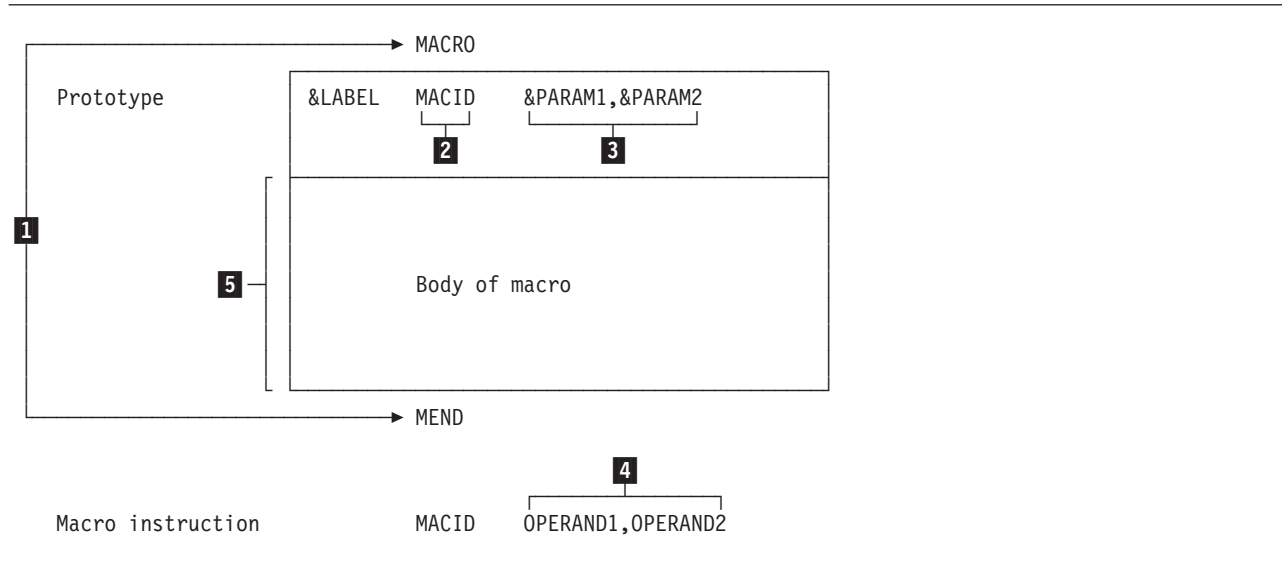 MACRO
Prototype &LABEL MACID &PARAM1,&PARAM2
2 3
1
5 Body of macro
MEND
4
Macro instruction MACID OPERAND1,OPERAND2